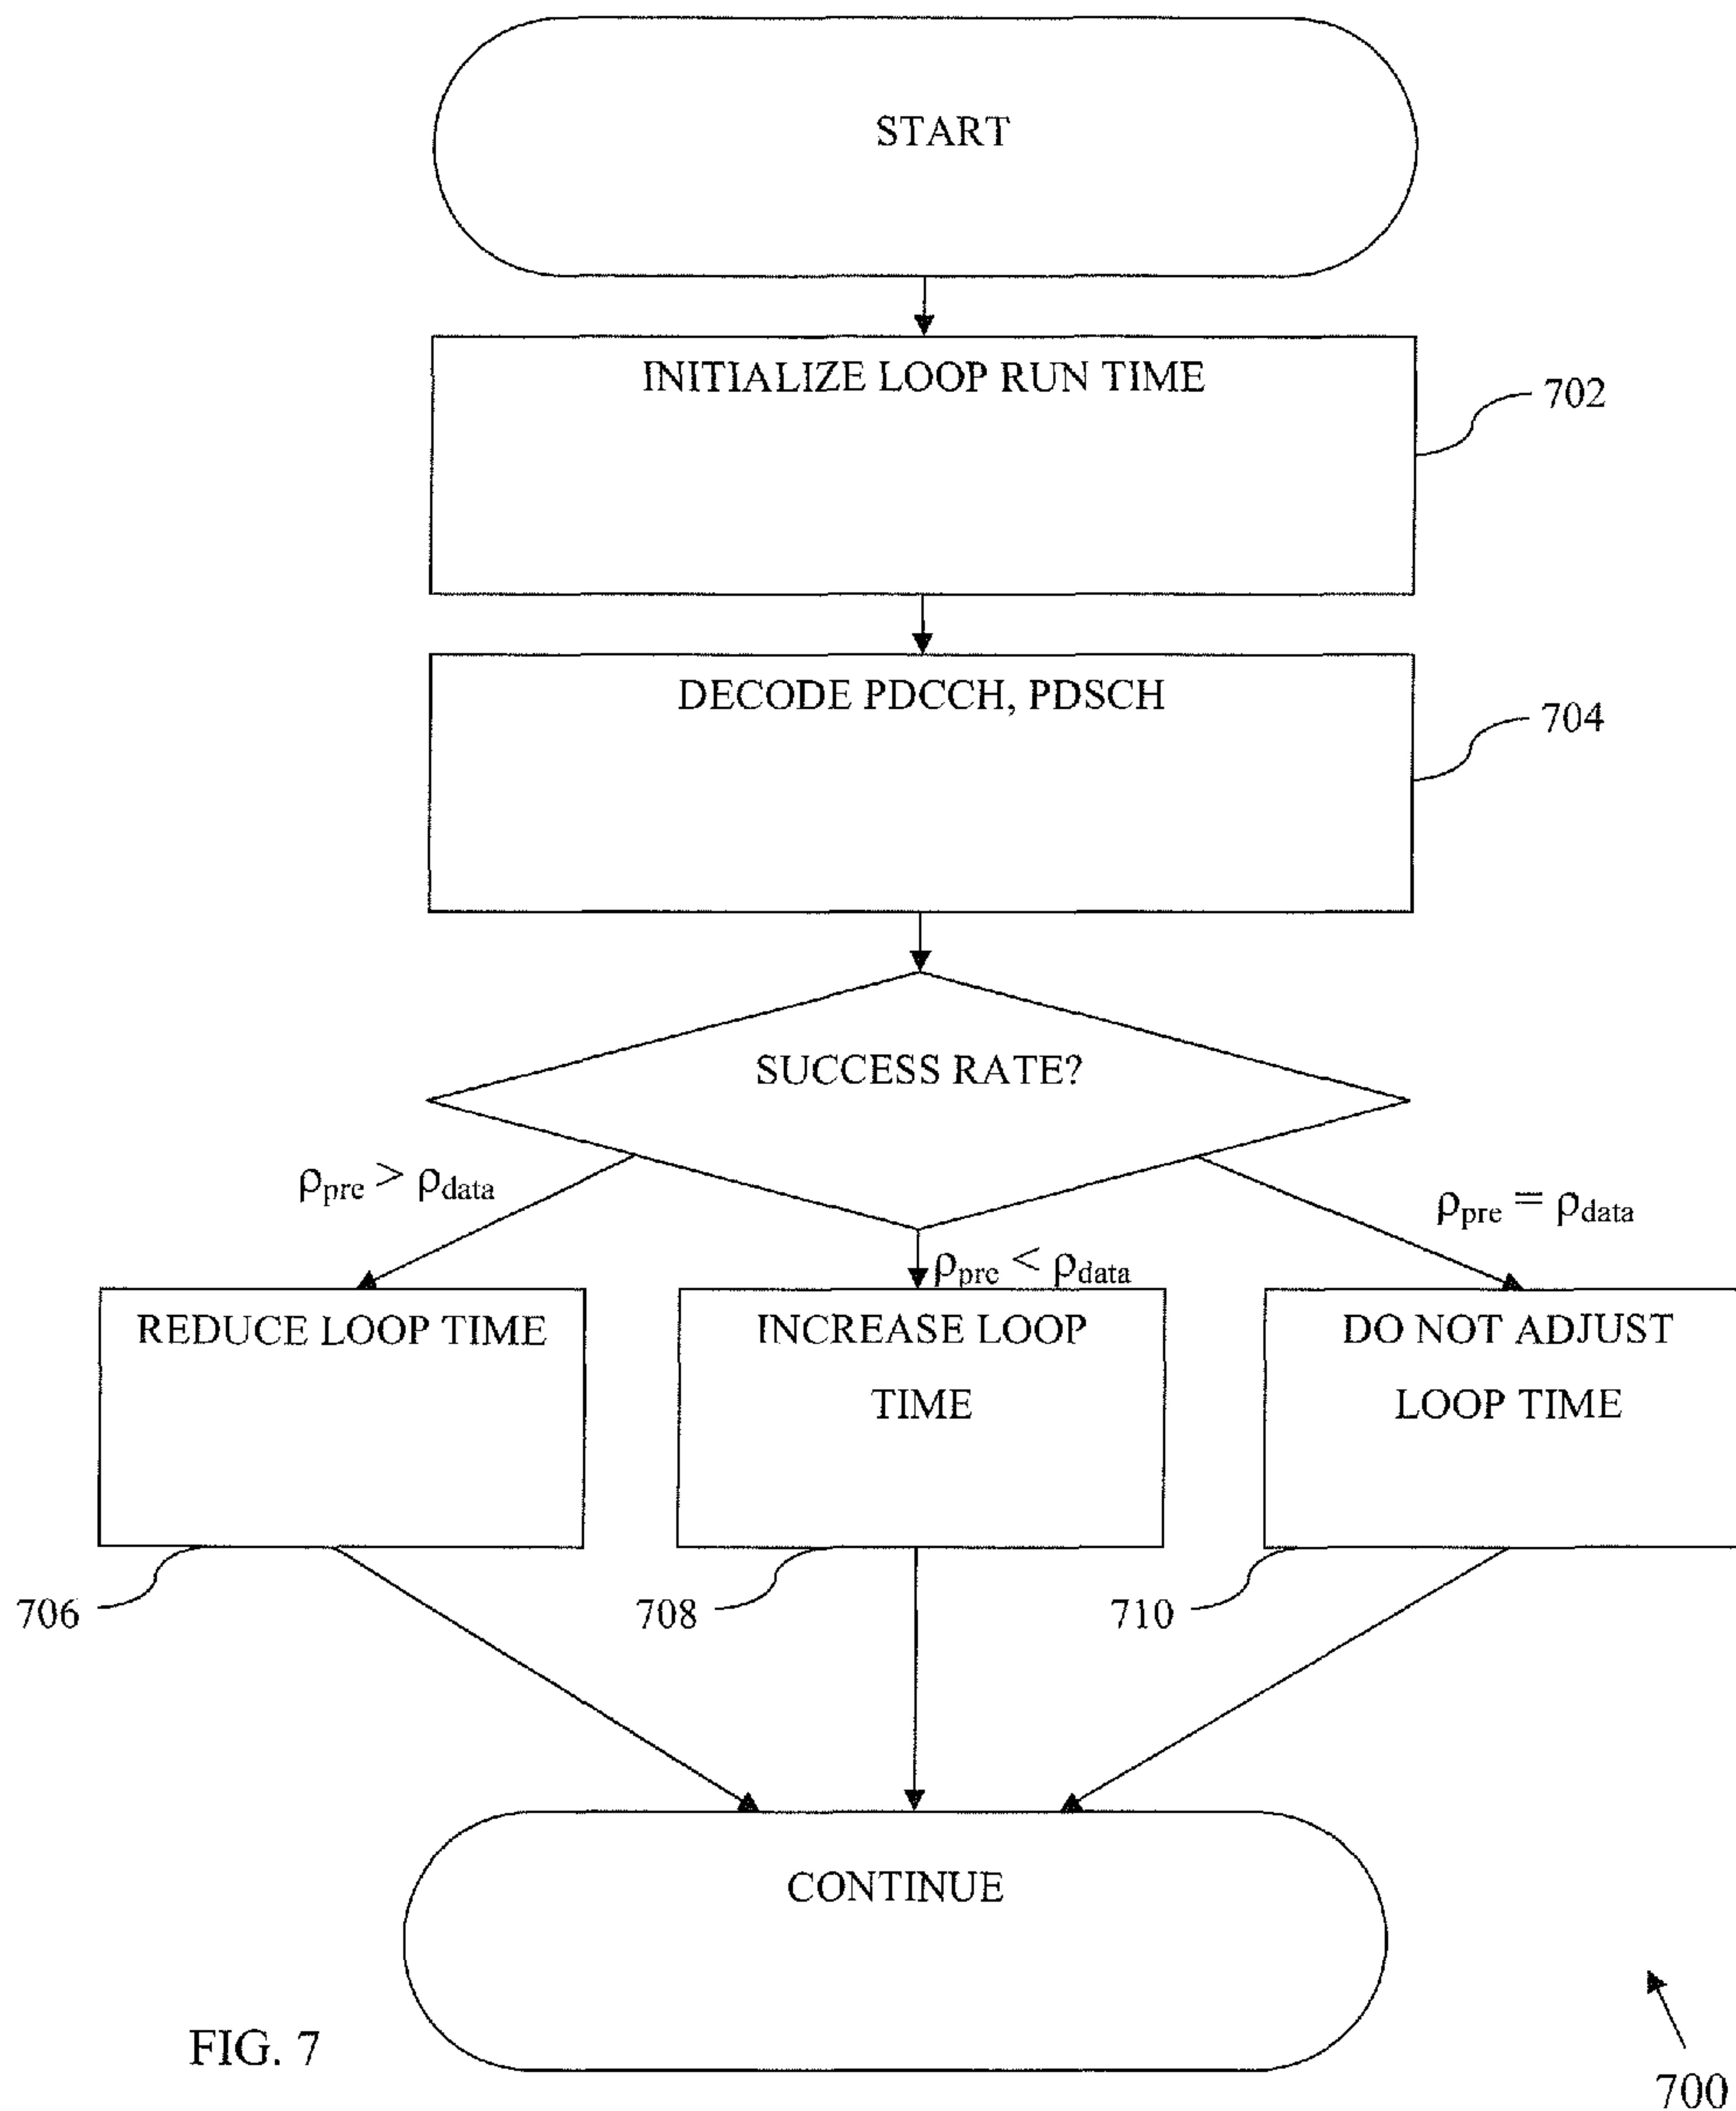 START
INITIALIZE LOOP RUN TIME
702
DECODE PDCCH, PDSCH
704
SUCCESS RATE?
ρpre > ρdata
ρpre < ρdata
ρpre = ρdata
REDUCE LOOP TIME
INCREASE LOOP
TIME
DO NOT ADJUST
LOOP TIME
706
708
710
CONTINUE
FIG. 7
700